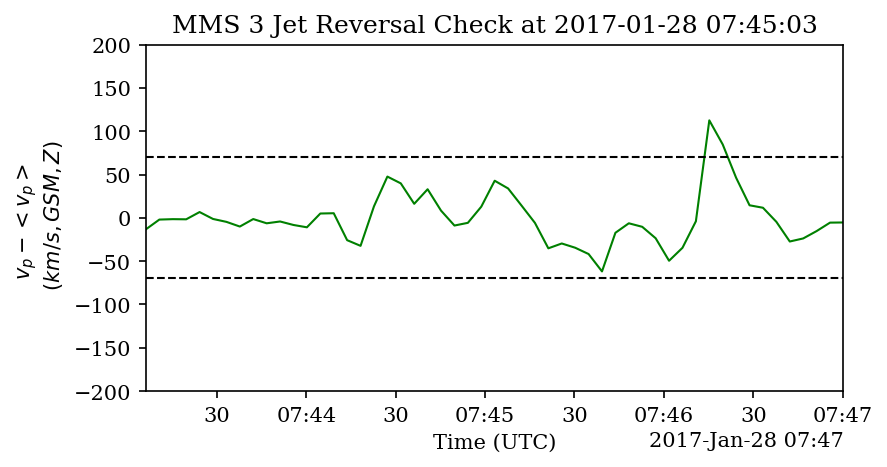 MMS 3 Jet Reversal Check at 2017-01-28 07:45:03
200
150
100
50
0
−50
−100
−150
−200
v_p − < v_p >
(km/s, GSM, Z)
30 07:44 30 07:45 30 07:46 30 07:47
Time (UTC)
2017-Jan-28 07:47